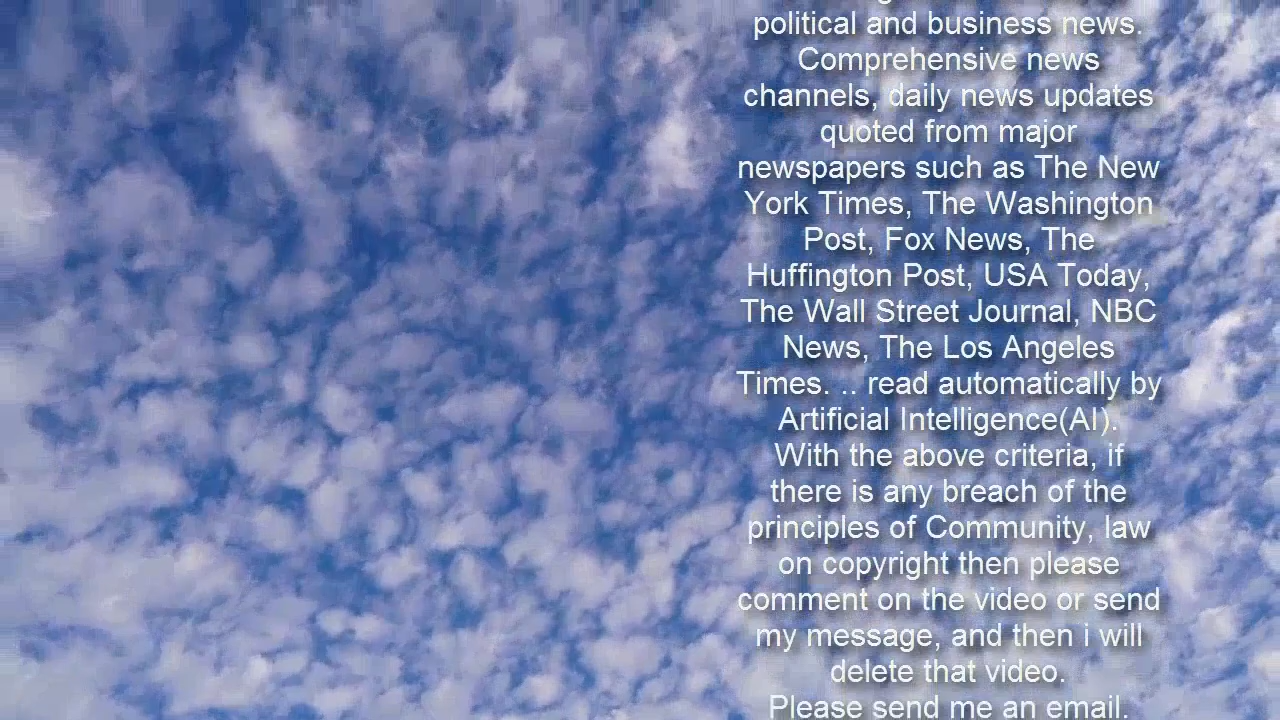 political and business news.
Comprehensive news
channels, daily news updates
quoted from major
newspapers such as The New
York Times, The Washington
Post, Fox News, The
Huffington Post, USA Today,
The Wall Street Journal, NBC
News, The Los Angeles
Times. .. read automatically by
Artificial Intelligence(AI).
With the above criteria, if
there is any breach of the
principles of Community, law
on copyright then please
comment on the video or send
my message, and then i will
delete that video.
Please send me an email.